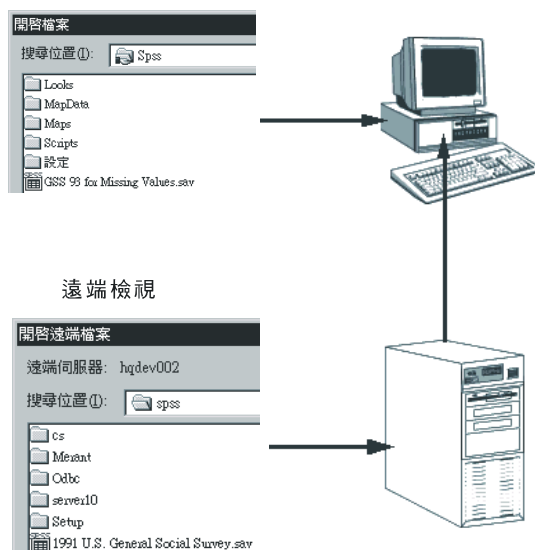 開啓檔案
搜尋位置(I): Spss
Looks
MapData
Maps
Scripts
設定
GSS 93 for Missing Values.sav
遠端檢視
開啓遠端檔案
遠端伺服器: hqdev002
搜尋位置(I): spss
cs
Merant
Odbc
server10
Setup
1991 U.S. General Social Survey.sav